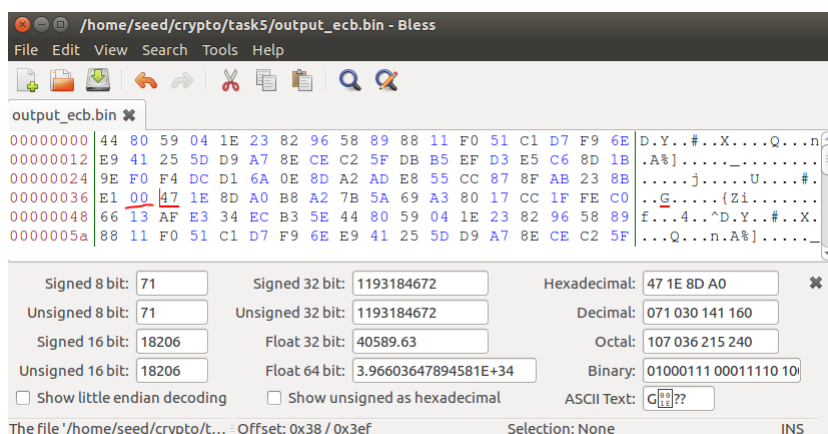 /home/seed/crypto/task5/output_ecb.bin - Bless
File Edit View Search Tools Help
output_ecb.bin
00000000 44 80 59 04 1E 23 82 96 58 89 88 11 F0 51 C1 D7 F9 6E D.Y..#..X....Q...n
00000012 E9 41 25 5D D9 A7 8E CE C2 5F DB B5 EF D3 E5 C6 8D 1B .A%]....._........
00000024 9E F0 F4 DC D1 6A 0E 8D A2 AD E8 55 CC 87 8F AB 23 8B .....j.....U....#.
00000036 E1 00 47 1E 8D A0 B8 A2 7B 5A 69 A3 80 17 CC 1F FE C0 ..G.....{Zi.......
00000048 66 13 AF E3 34 EC B3 5E 44 80 59 04 1E 23 82 96 58 89 f...4..^D.Y..#..X.
0000005a 88 11 F0 51 C1 D7 F9 6E E9 41 25 5D D9 A7 8E CE C2 5F ...Q...n.A%]....._
Signed 8 bit: 71 Signed 32 bit: 1193184672 Hexadecimal: 47 1E 8D A0
Unsigned 8 bit: 71 Unsigned 32 bit: 1193184672 Decimal: 071 030 141 160
Signed 16 bit: 18206 Float 32 bit: 40589.63 Octal: 107 036 215 240
Unsigned 16 bit: 18206 Float 64 bit: 3.96603647894581E+34 Binary: 01000111 00011110 10
Show little endian decoding Show unsigned as hexadecimal ASCII Text: G 00 1E ??
The file '/home/seed/crypto/t... Offset: 0x38 / 0x3ef Selection: None INS